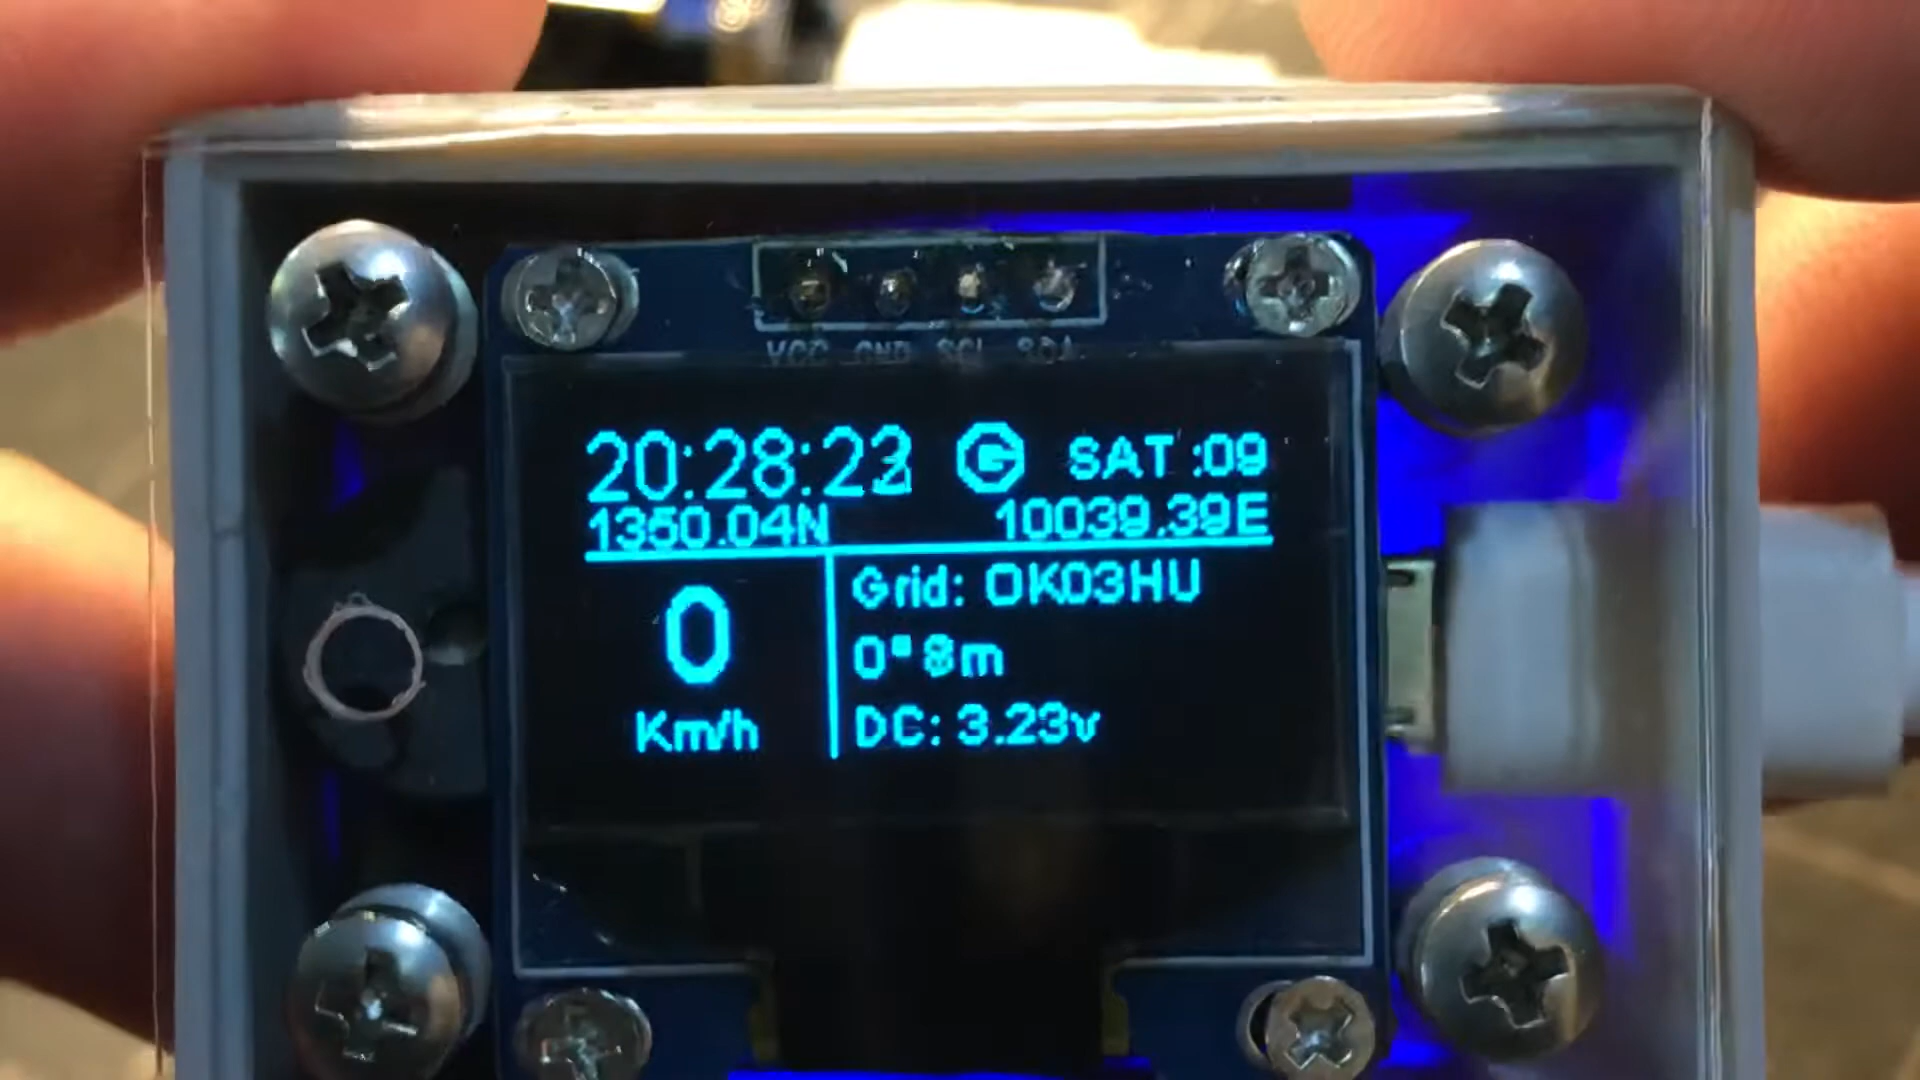 VCC GND SCL SDA
20:28:22 G SAT :09
1350.04N 10039.39E
Grid: OK03HU
0
0° 8m
Km/h
DC: 3.23v